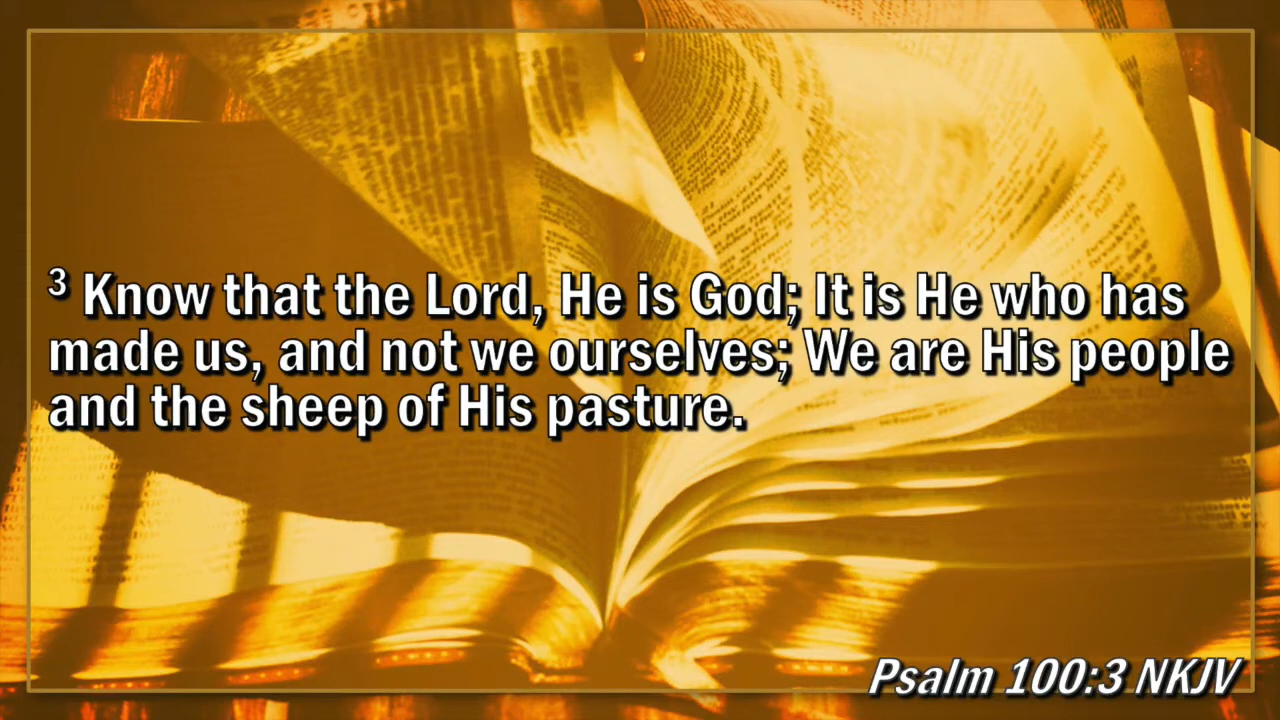 3 Know that the Lord, He is God; It is He who has
made us, and not we ourselves; We are His people
and the sheep of His pasture.
Psalm 100:3 NKJV